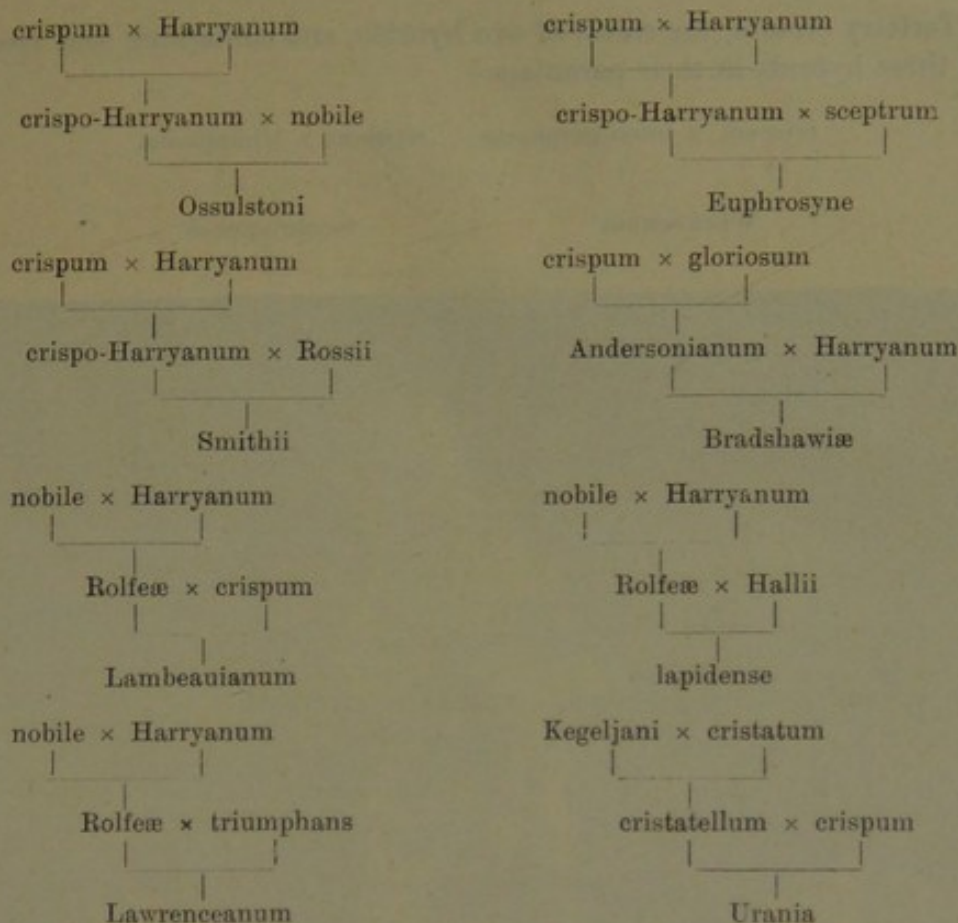 crispum × Harryanum
crispo-Harryanum × nobile
Ossulstoni
crispum × Harryanum
crispo-Harryanum × sceptrum
Euphrosyne
crispum × Harryanum
crispo-Harryanum × Rossii
Smithii
crispum × gloriosum
Andersonianum × Harryanum
Bradshawiæ
nobile × Harryanum
Rolfeæ × crispum
Lambeauianum
nobile × Harryanum
Rolfeæ × Hallii
lapidense
nobile × Harryanum
Rolfeæ × triumphans
Lawrenceanum
Kegeljani × cristatum
cristatellum × crispum
Urania